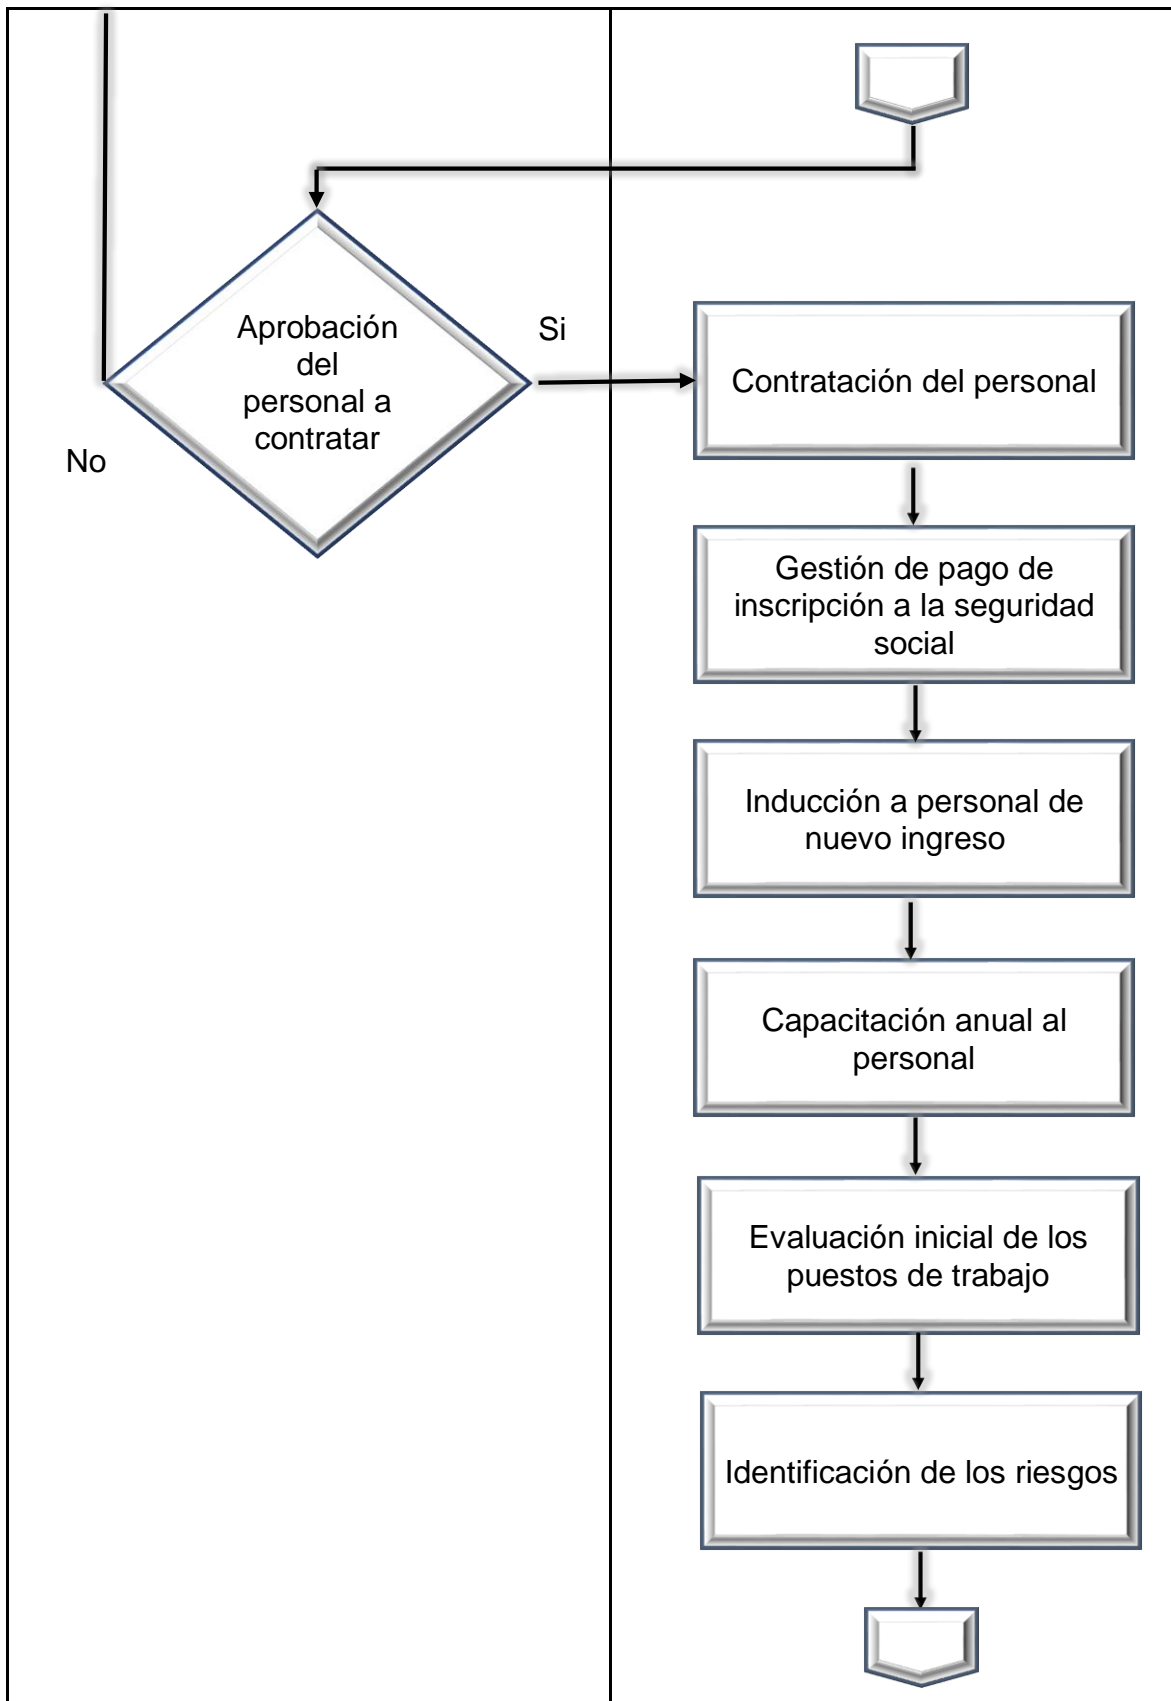 Aprobación
del
personal a
contratar
Si
No
Contratación del personal
Gestión de pago de
inscripción a la seguridad
social
Inducción a personal de
nuevo ingreso
Capacitación anual al
personal
Evaluación inicial de los
puestos de trabajo
Identificación de los riesgos